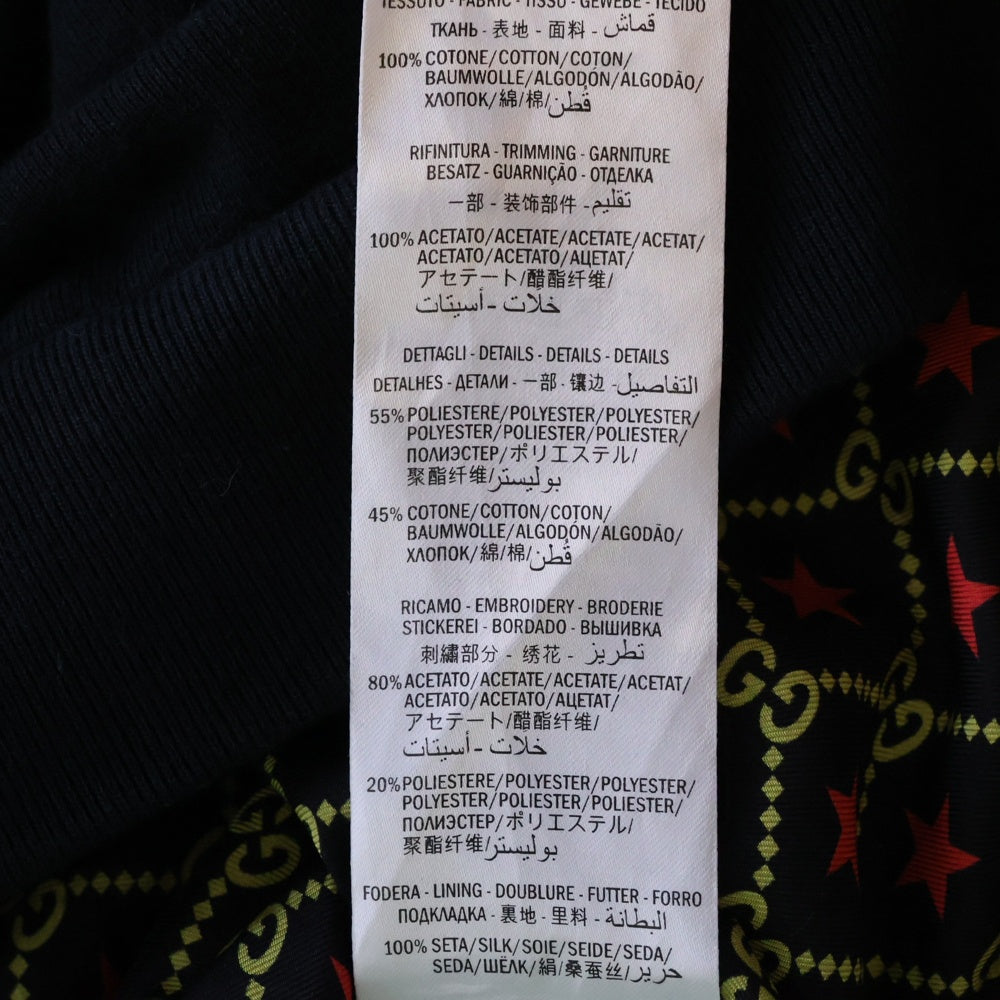 TESSUTO - FABRIC - TISSU - GEWEBE - TECIDO
ТКАНЬ - 表地 - 面料 - قماش
100% COTONE/COTTON/COTON/
BAUMWOLLE/ALGODÓN/ALGODÃO/
ХЛОПОК/綿/棉/قُطن
RIFINITURA - TRIMMING - GARNITURE
BESATZ - GUARNIÇÃO - ОТДЕЛКА
一部 - 装饰部件 - تقليم
100% ACETATO/ACETATE/ACETATE/ACETAT/
ACETATO/ACETATO/АЦЕТАТ/
アセテート/醋酯纤维/
خلات - أسيتات
DETTAGLI - DETAILS - DETAILS - DETAILS
DETALHES - ДЕТАЛИ - 一部 - 镶边 - التفاصيل
55% POLIESTERE/POLYESTER/POLYESTER/
POLYESTER/POLIESTER/POLIESTER/
ПОЛИЭСТЕР/ポリエステル/
聚酯纤维/بوليستر
45% COTONE/COTTON/COTON/
BAUMWOLLE/ALGODÓN/ALGODÃO/
ХЛОПОК/綿/棉/قُطن
RICAMO - EMBROIDERY - BRODERIE
STICKEREI - BORDADO - ВЫШИВКА
刺繍部分 - 绣花 - تطريز
80% ACETATO/ACETATE/ACETATE/ACETAT/
ACETATO/ACETATO/АЦЕТАТ/
アセテート/醋酯纤维/
خلات - أسيتات
20% POLIESTERE/POLYESTER/POLYESTER/
POLYESTER/POLIESTER/POLIESTER/
ПОЛИЭСТЕР/ポリエステル/
聚酯纤维/بوليستر
FODERA - LINING - DOUBLURE - FUTTER - FORRO
ПОДКЛАДКА - 裏地 - 里料 - البطانة
100% SETA/SILK/SOIE/SEIDE/SEDA/
SEDA/ШЁЛК/絹/桑蚕丝/حرير